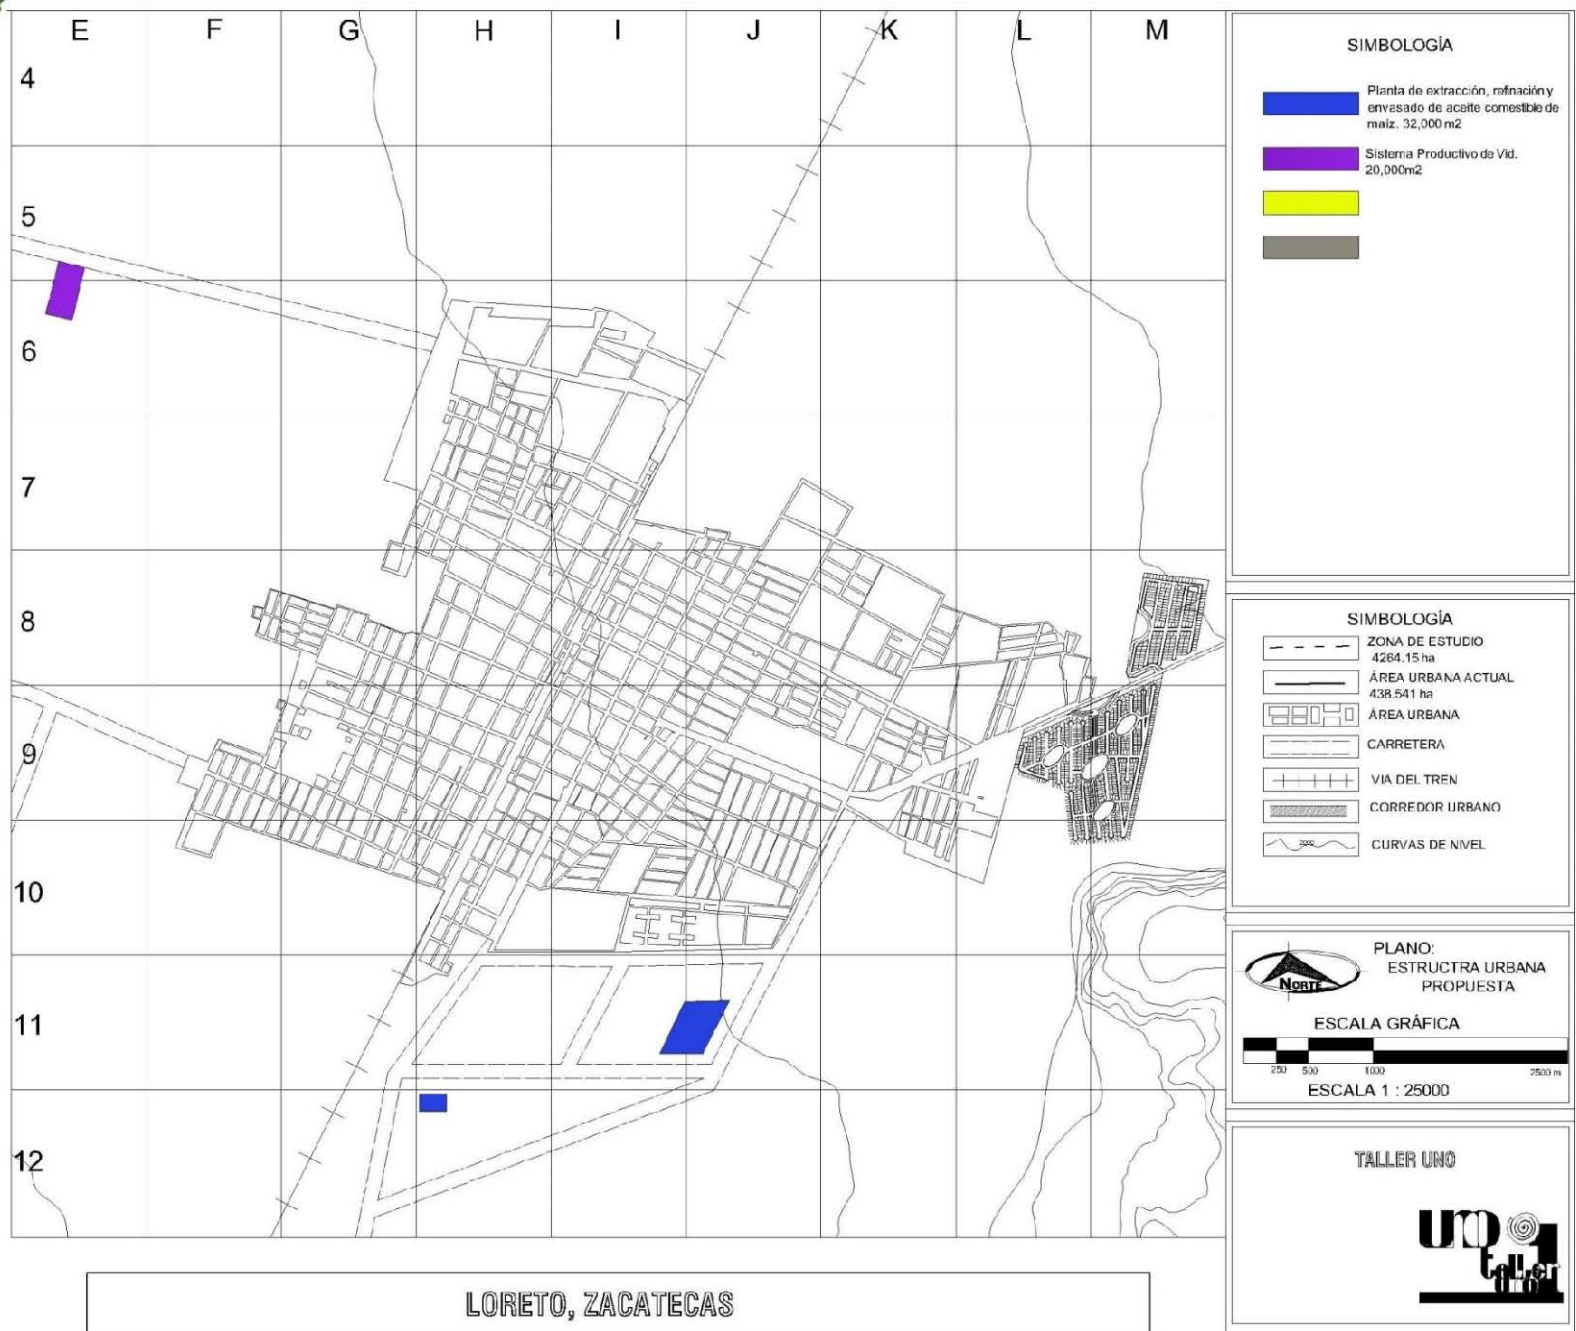 E F G H I J K L M
4
5
6
7
8
9
10
11
12
SIMBOLOGÍA
Planta de extracción, refinación y
envasado de aceite comestible de
maiz. 32,000 m2
Sistema Productivo de Vid.
20,000m2
SIMBOLOGÍA
ZONA DE ESTUDIO
4264.15 ha
ÁREA URBANA ACTUAL
438.541 ha
ÁREA URBANA
CARRETERA
VIA DEL TREN
CORREDOR URBANO
2000
CURVAS DE NIVEL
NORTE
PLANO:
ESTRUCTRA URBANA
PROPUESTA
ESCALA GRÁFICA
250 500 1000 2500 m
ESCALA 1 : 25000
TALLER UNO
LORETO, ZACATECAS